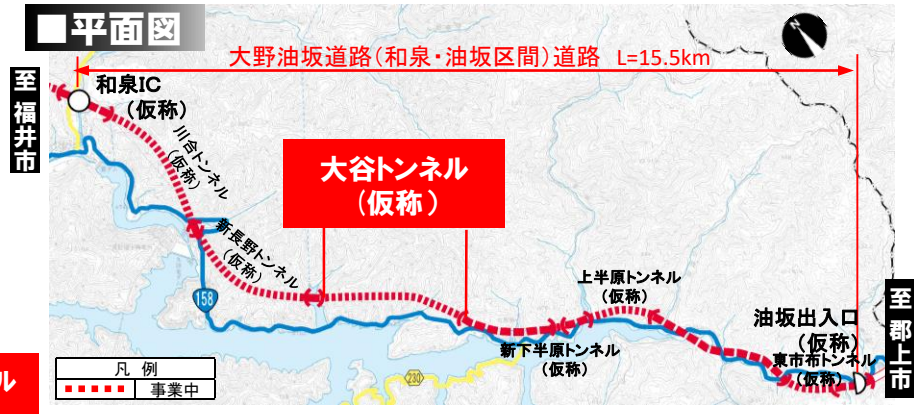 ■平面図
大野油坂道路(和泉・油坂区間)道路 L=15.5km
至 福井市
和泉IC
(仮称)
川合トンネル
(仮称)
大谷トンネル
(仮称)
新長野トンネル
(仮称)
158
上半原トンネル
(仮称)
新下半原トンネル
(仮称)
230
油坂出入口
(仮称)
東市布トンネル
(仮称)
至 郡上市
ル
凡 例
事業中